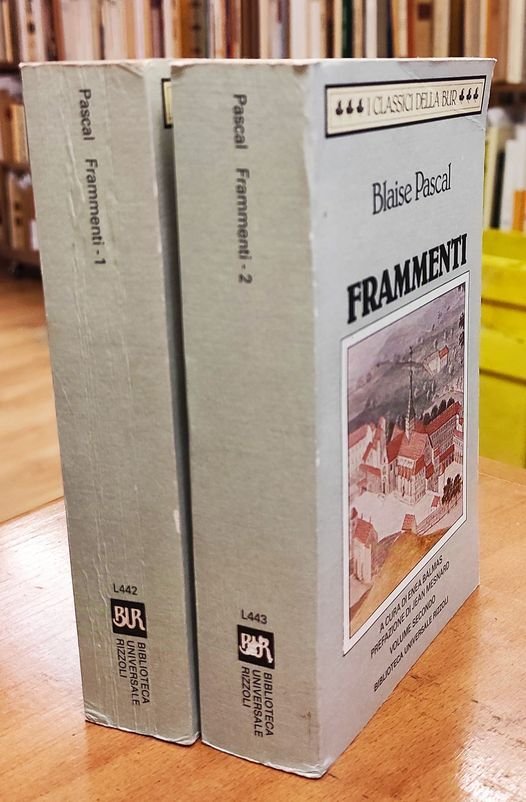 Pascal Frammenti - 1
L442
BUR
BIBLIOTECA
UNIVERSALE
RIZZOLI
Pascal Frammenti - 2
L443
BUR
BIBLIOTECA
UNIVERSALE
RIZZOLI
I CLASSICI DELLA BUR
Blaise Pascal
FRAMMENTI
A CURA DI ENEA BALMAS
PREFAZIONE DI JEAN MESNARD
VOLUME SECONDO
BIBLIOTECA UNIVERSALE RIZZOLI